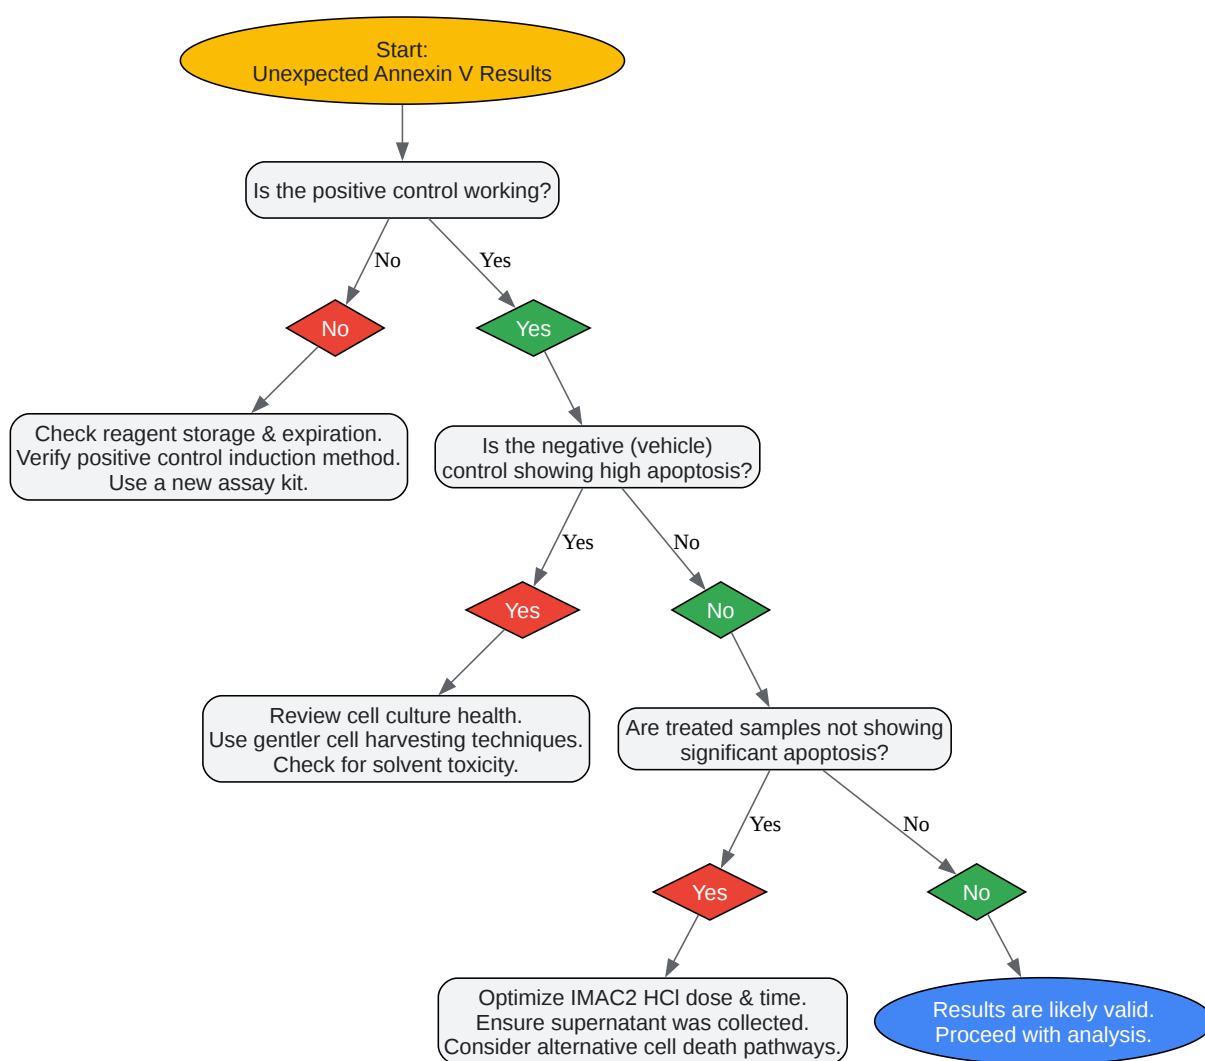 Start:
Unexpected Annexin V Results
Is the positive control working?
No
Yes
No
Yes
Check reagent storage & expiration.
Verify positive control induction method.
Use a new assay kit.
Is the negative (vehicle)
control showing high apoptosis?
Yes
No
Yes
No
Review cell culture health.
Use gentler cell harvesting techniques.
Check for solvent toxicity.
Are treated samples not showing
significant apoptosis?
Yes
No
Yes
No
Optimize IMAC2 HCl dose & time.
Ensure supernatant was collected.
Consider alternative cell death pathways.
Results are likely valid.
Proceed with analysis.